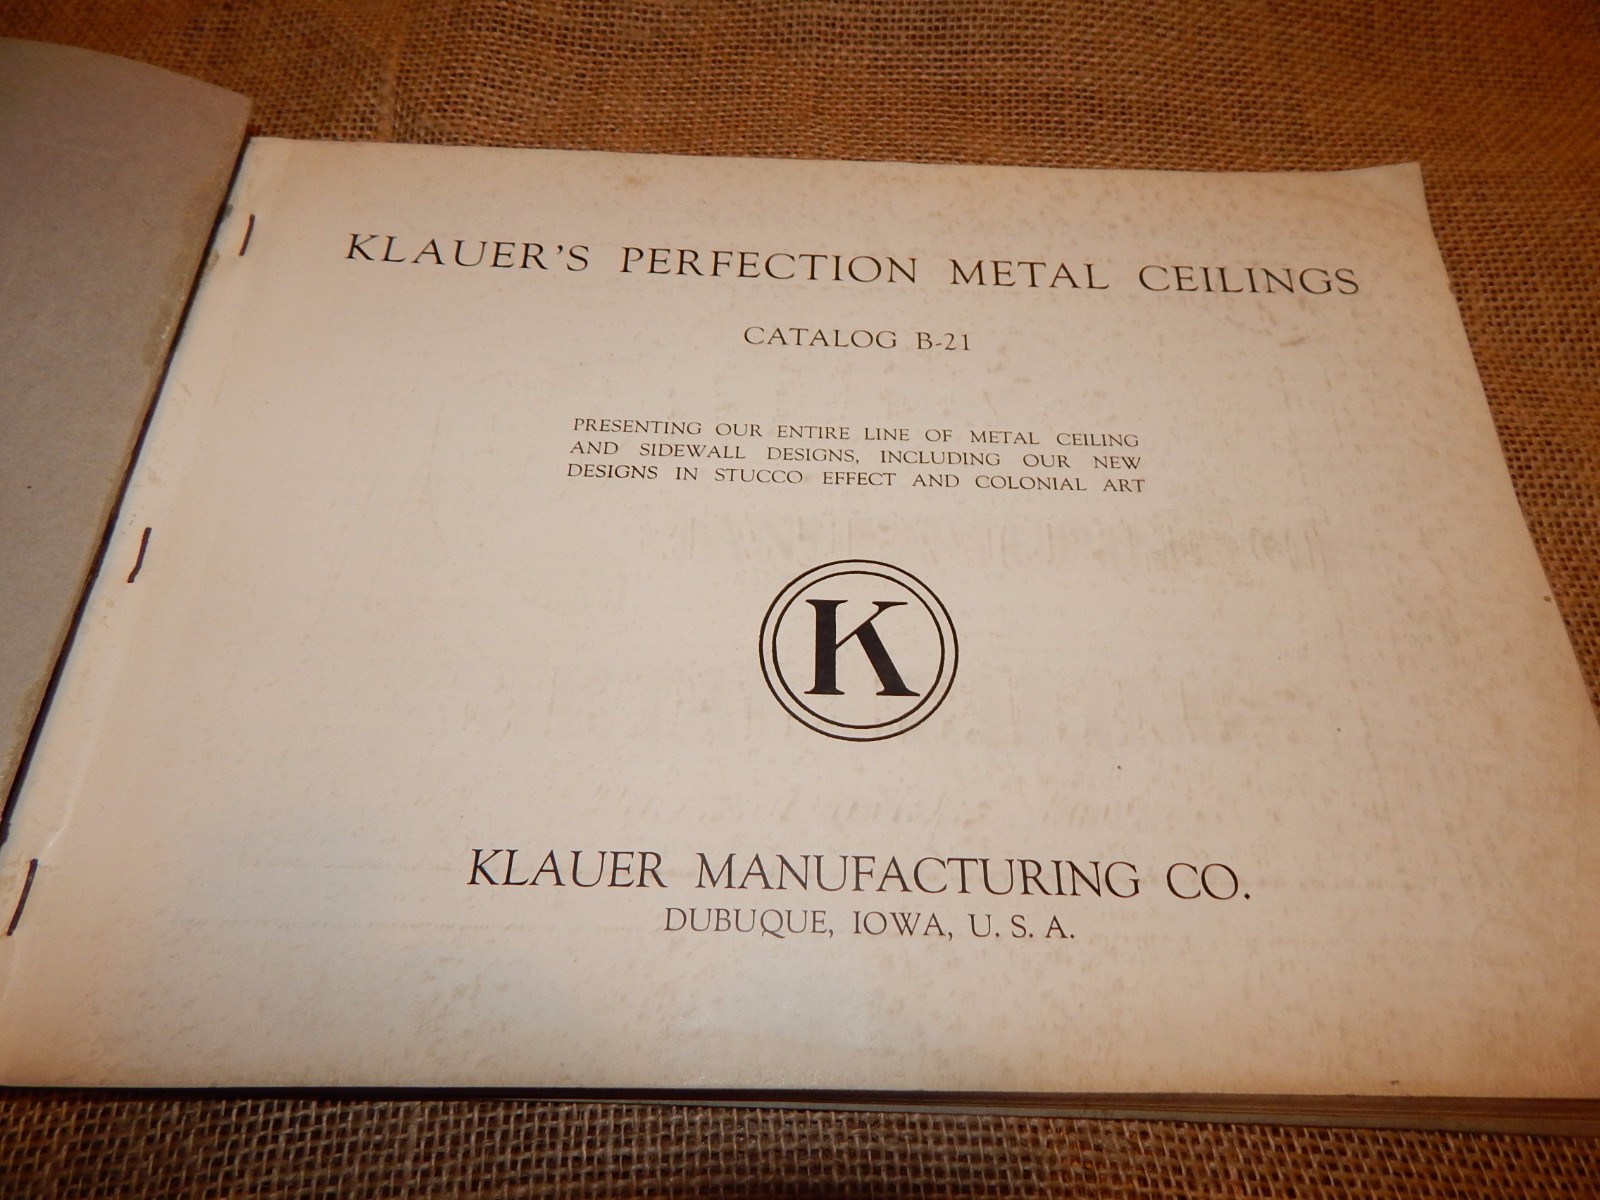 KLAUER'S PERFECTION METAL CEILINGS
CATALOG B-21
PRESENTING OUR ENTIRE LINE OF METAL CEILING
AND SIDEWALL DESIGNS, INCLUDING OUR NEW
DESIGNS IN STUCCO EFFECT AND COLONIAL ART
K
KLAUER MANUFACTURING CO.
DUBUQUE, IOWA, U. S. A.